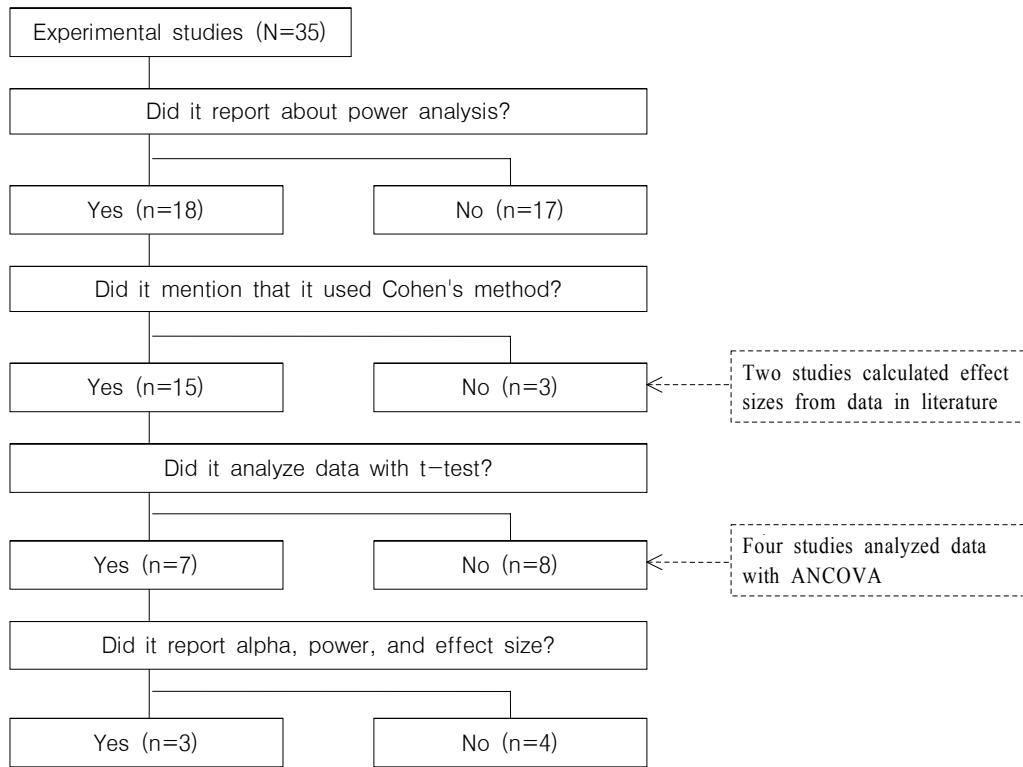 Experimental studies (N=35)
Did it report about power analysis?
Yes (n=18)
No (n=17)
Did it mention that it used Cohen's method?
Yes (n=15)
No (n=3)
Two studies calculated effect
sizes from data in literature
Did it analyze data with t-test?
Yes (n=7)
No (n=8)
Four studies analyzed data
with ANCOVA
Did it report alpha, power, and effect size?
Yes (n=3)
No (n=4)